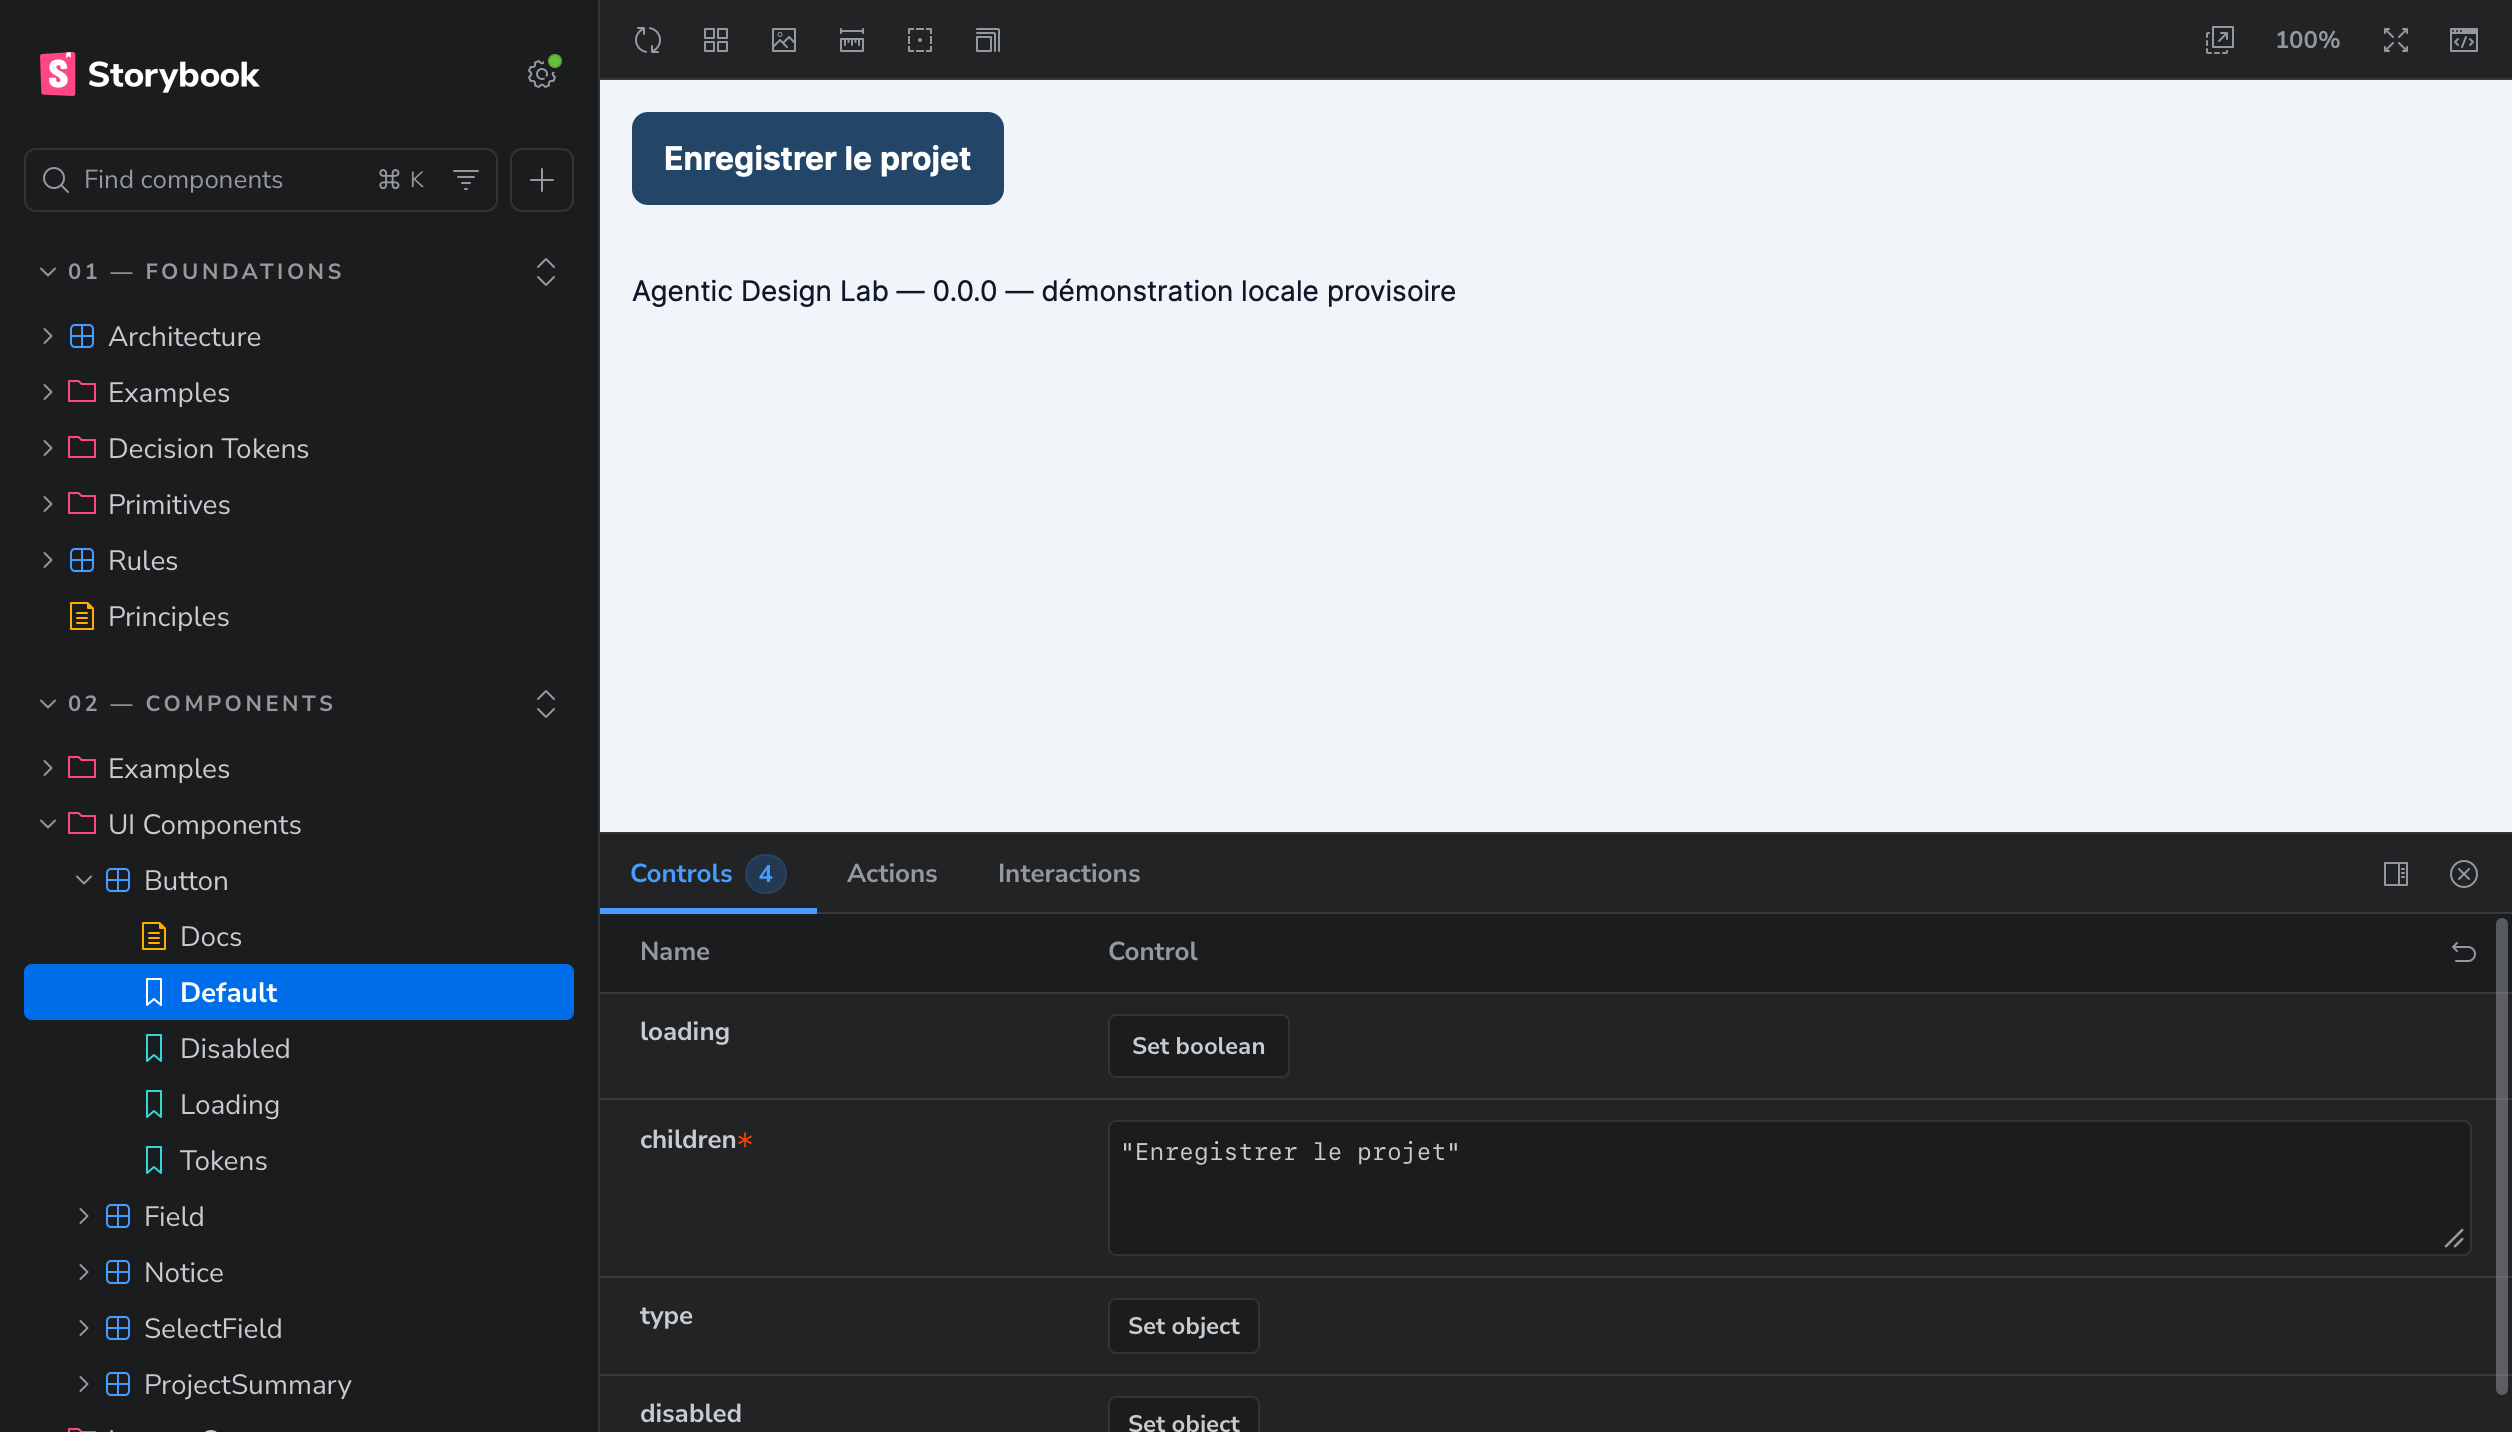 Storybook
Find components ⌘ K
01 — FOUNDATIONS
Architecture
Examples
Decision Tokens
Primitives
Rules
Principles
02 — COMPONENTS
Examples
UI Components
Button
Docs
Default
Disabled
Loading
Tokens
Field
Notice
SelectField
ProjectSummary
100%
Enregistrer le projet
Agentic Design Lab — 0.0.0 — démonstration locale provisoire
Controls 4 Actions Interactions
Name Control
loading Set boolean
children* "Enregistrer le projet"
type Set object
disabled Set object